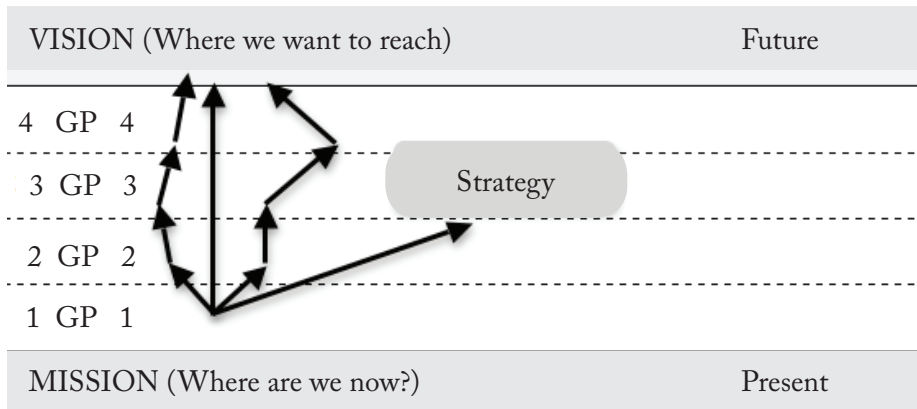 VISION (Where we want to reach) Future
4 GP 4
3 GP 3
Strategy
2 GP 2
1 GP 1
MISSION (Where are we now?) Present